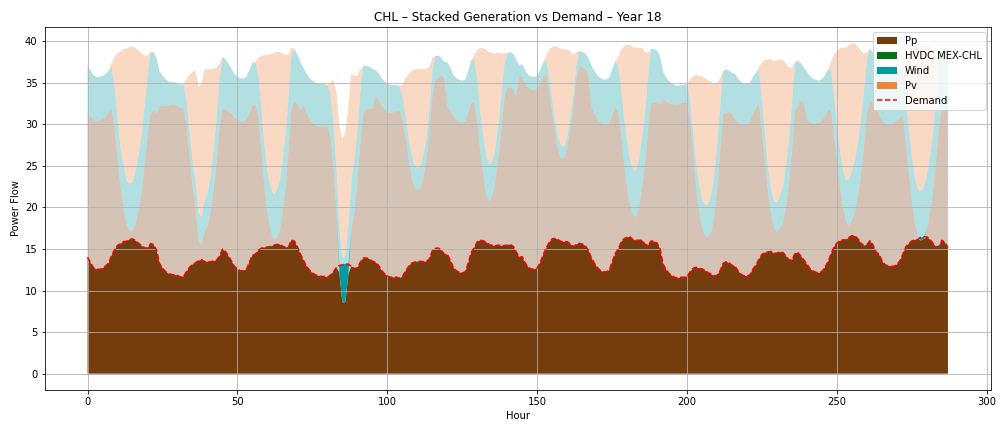 CHL – Stacked Generation vs Demand – Year 18
Power Flow
40
35
30
25
20
15
10
5
0
0 50 100 150 200 250 300
Hour
Pp
HVDC MEX-CHL
Wind
Pv
Demand